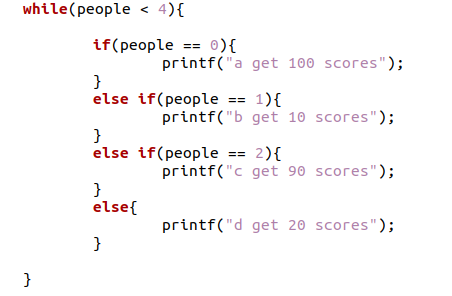 while(people < 4){
if(people == 0){
printf("a get 100 scores");
}
else if(people == 1){
printf("b get 10 scores");
}
else if(people == 2){
printf("c get 90 scores");
}
else{
printf("d get 20 scores");
}
}